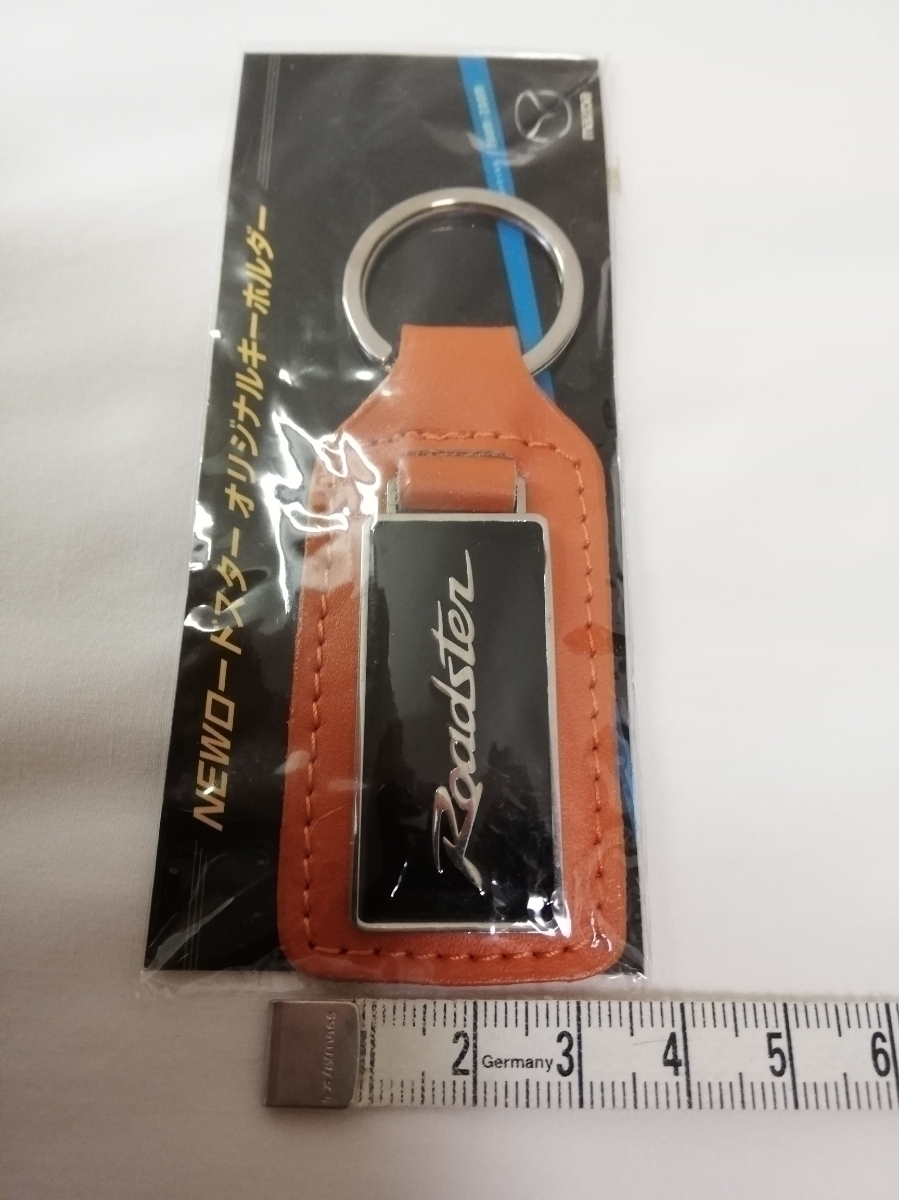 NEWロードスター オリジナルキーホルダー
mazda
Roadster
2 Germany 3 4 5 6